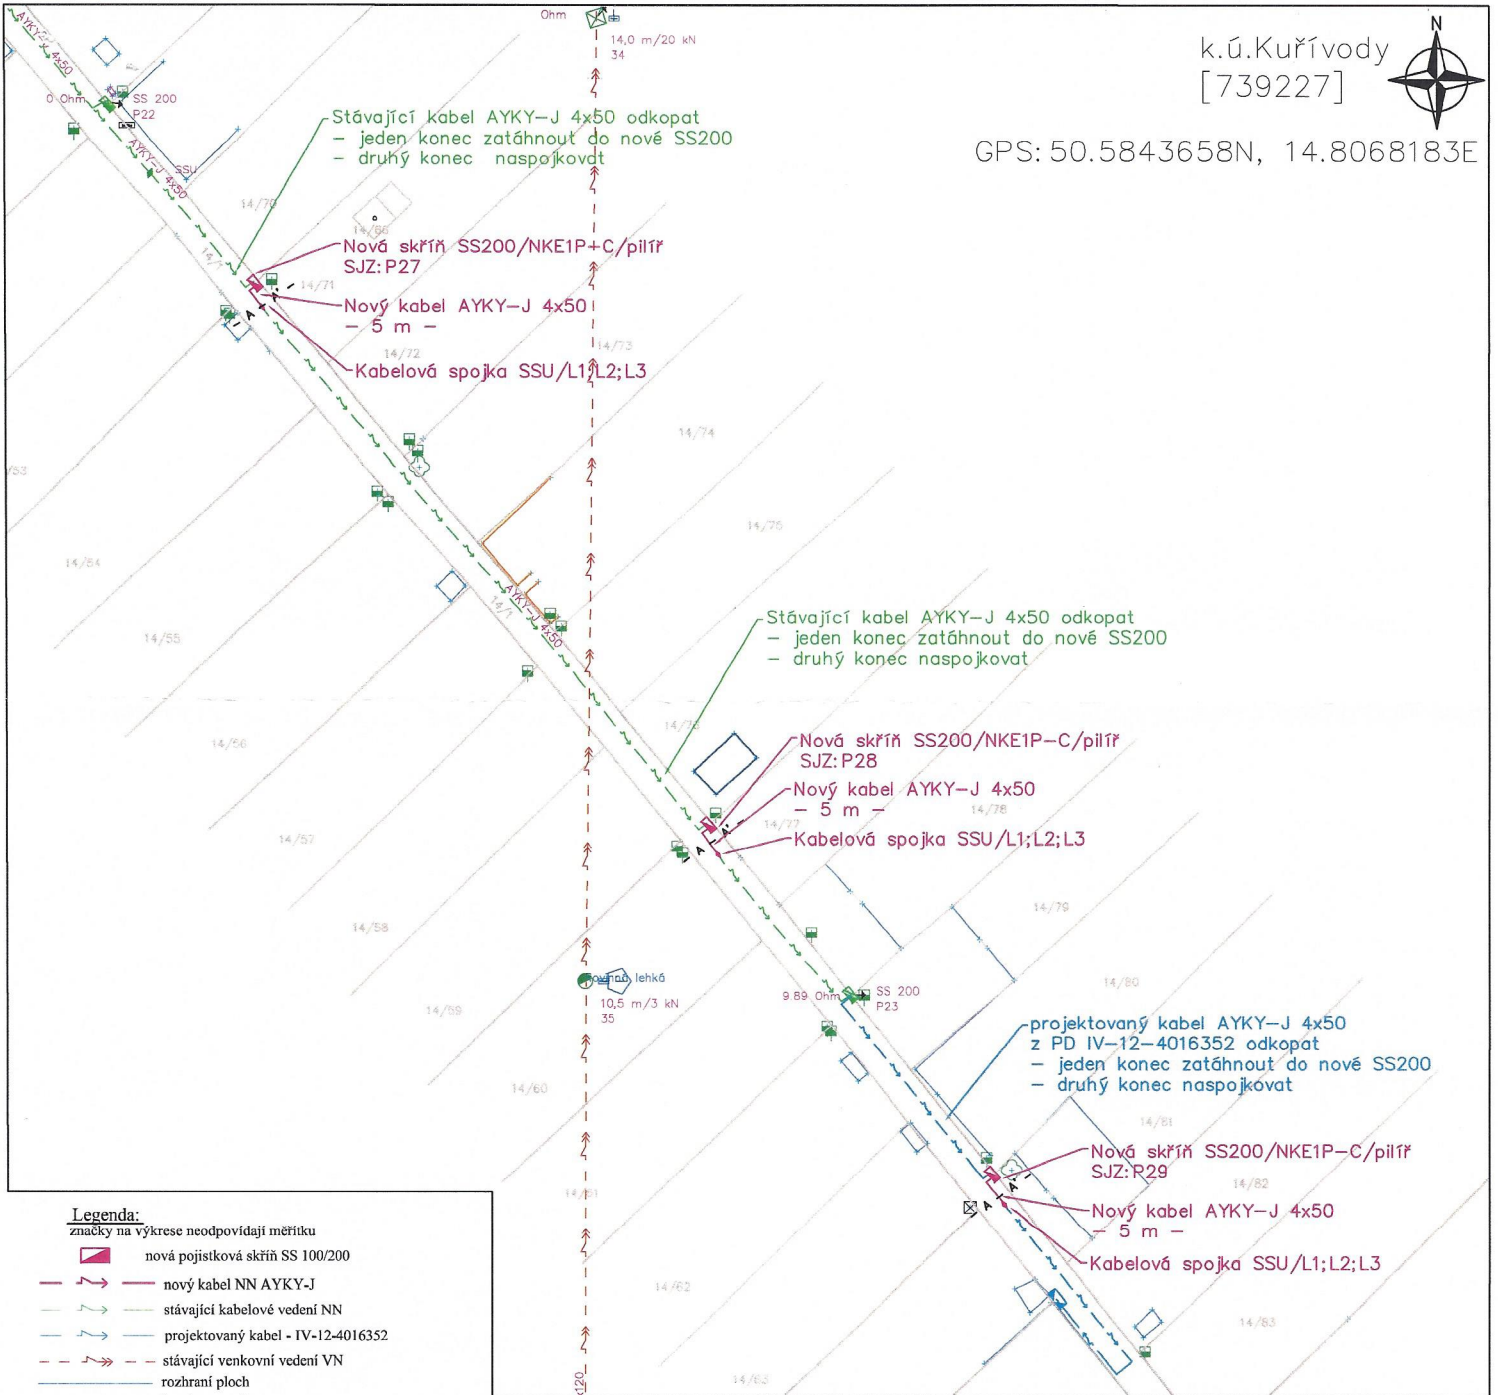 Ohm
14,0 m/20 kN
34
k.ú.Kuřívody
[739227]
N
GPS: 50.5843658N, 14.8068183E
AYKY-J 4x50
0 Ohm
SS 200
P22
AYKY-J 4x50
SSU
Stávající kabel AYKY-J 4x50 odkopat
- jeden konec zatáhnout do nové SS200
- druhý konec naspojkovat
14/70
14/1
Nová skříň SS200/NKE1P+C/pilíř
SJZ: P27
14/71
Nový kabel AYKY-J 4x50
- 5 m -
A
A'
14/72
14/73
Kabelová spojka SSU/L1;L2;L3
14/74
/53
14/75
14/54
14/1
AYKY-J 4x50
14/55
Stávající kabel AYKY-J 4x50 odkopat
- jeden konec zatáhnout do nové SS200
- druhý konec naspojkovat
14/56
Nová skříň SS200/NKE1P-C/pilíř
SJZ: P28
Nový kabel AYKY-J 4x50
- 5 m -
14/78
14/77
A
A'
Kabelová spojka SSU/L1;L2;L3
14/57
14/79
14/58
lehká
10,5 m/3 kN
35
14/59
9.89 Ohm
SS 200
P23
14/80
projektovaný kabel AYKY-J 4x50
z PD IV-12-4016352 odkopat
- jeden konec zatáhnout do nové SS200
- druhý konec naspojkovat
14/60
14/81
Nová skříň SS200/NKE1P-C/pilíř
SJZ: P29
14/82
A
A'
14/61
Nový kabel AYKY-J 4x50
- 5 m -
Kabelová spojka SSU/L1;L2;L3
14/62
14/83
14/63
Legenda:
značky na výkrese neodpovídají měřítku
nová pojistková skříň SS 100/200
nový kabel NN AYKY-J
stávající kabelové vedení NN
projektovaný kabel - IV-12-4016352
stávající venkovní vedení VN
rozhraní ploch